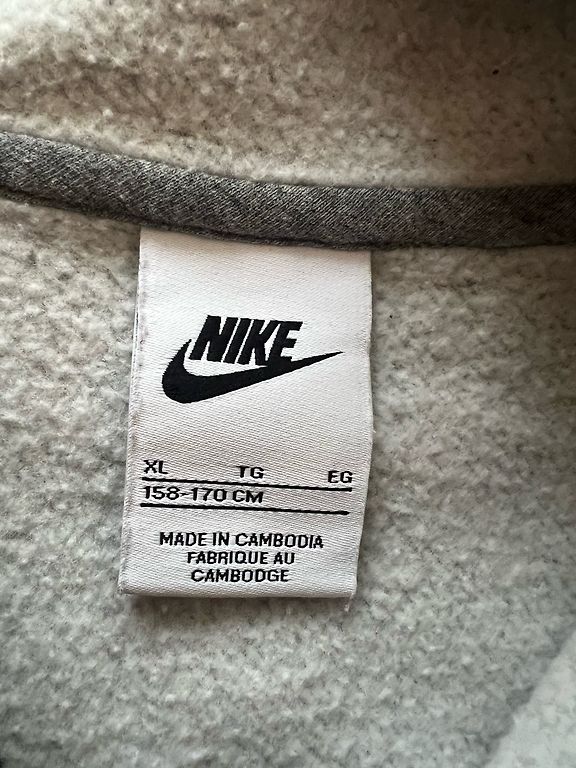 NIKE
XL TG EG
158-170 CM
MADE IN CAMBODIA
FABRIQUE AU
CAMBODGE